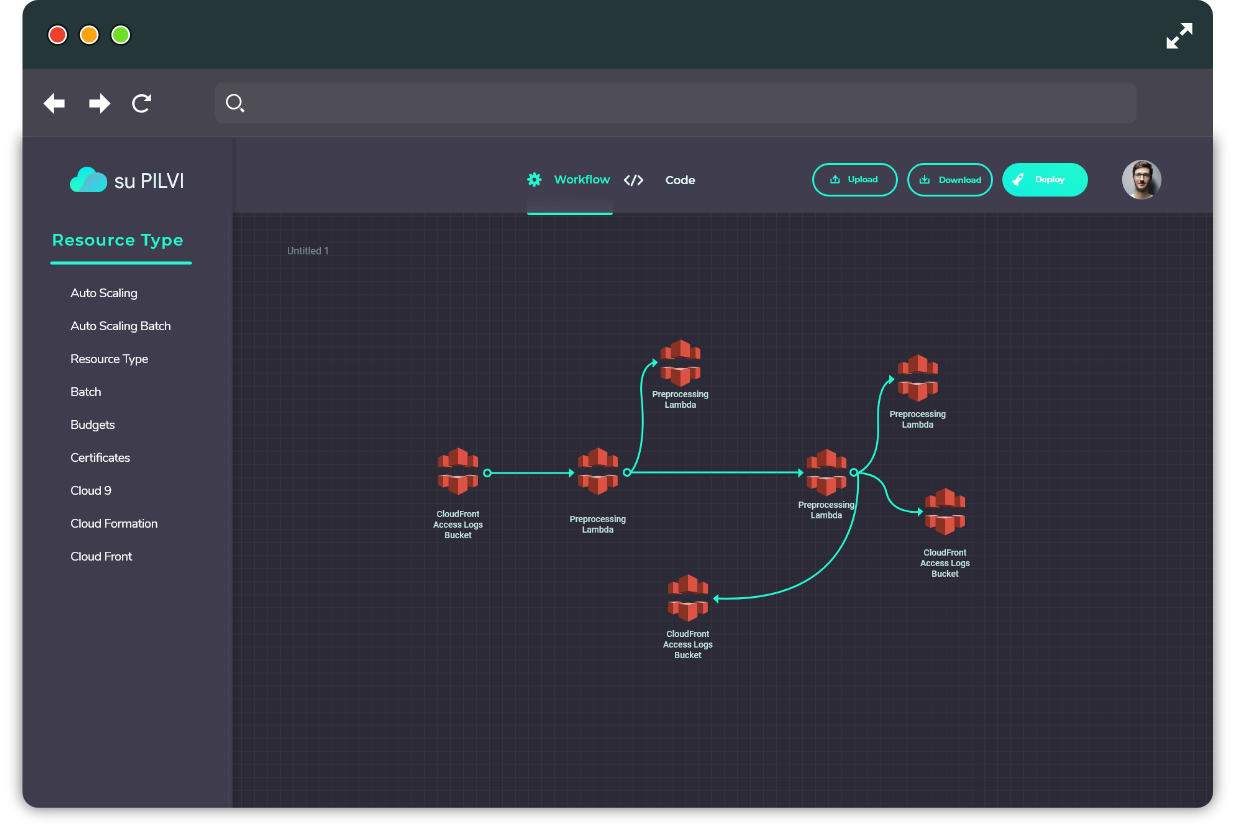 su PILVI
Workflow
</>
Code
Upload
Download
Deploy
Resource Type
Auto Scaling
Auto Scaling Batch
Resource Type
Batch
Budgets
Certificates
Cloud 9
Cloud Formation
Cloud Front
Untitled 1
Preprocessing
Lambda
Preprocessing
Lambda
CloudFront
Access Logs
Bucket
Preprocessing
Lambda
Preprocessing
Lambda
CloudFront
Access Logs
Bucket
CloudFront
Access Logs
Bucket